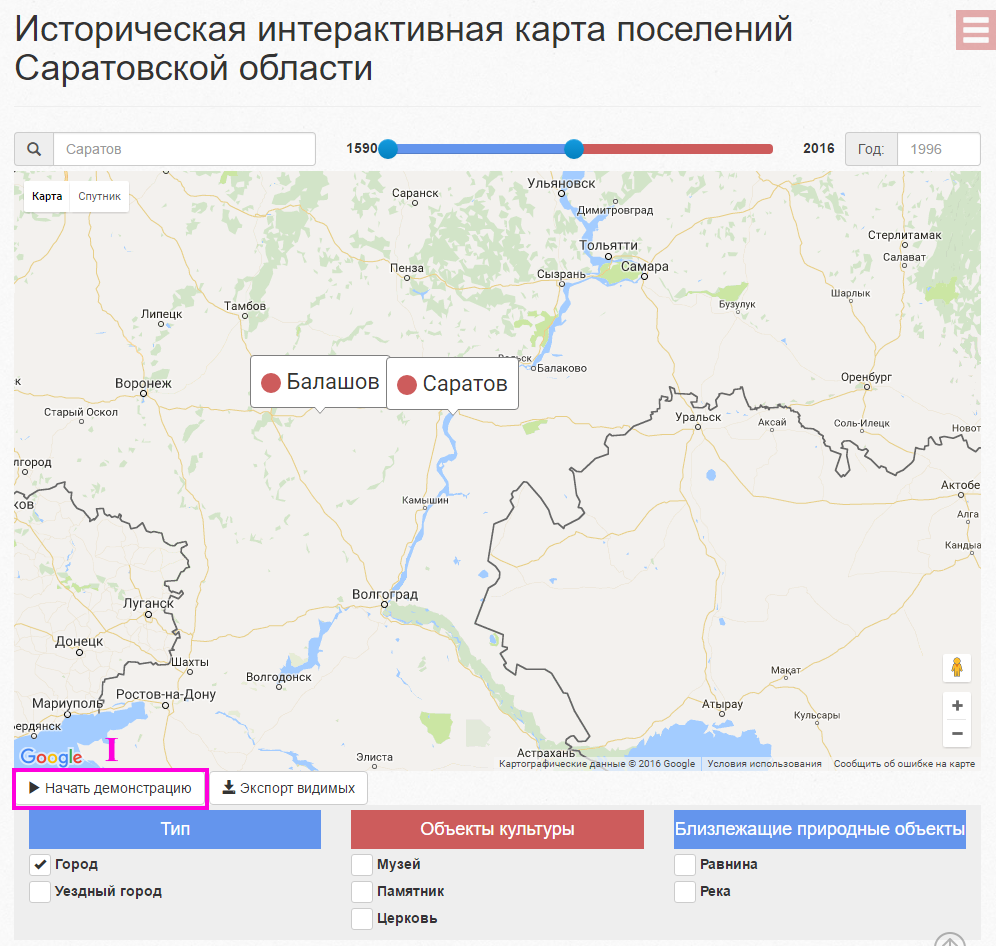 Историческая интерактивная карта поселений
Саратовской области
Саратов
1590
2016
Год:
1996
Карта
Спутник
Саранск
Ульяновск
Димитровград
Тольятти
Самара
Стерлитамак
Салават
Пенза
Сызрань
Тамбов
Бузулук
Шарлык
Липецк
Балаково
Воронеж
Балашов
Саратов
Оренбург
Старый Оскол
Уральск
Аксай
Соль-Илецк
Новот
лгород
Актобе
ков
Камышин
Алга
Кандыа
Волгоград
Луганск
Донецк
Шахты
Волгодонск
Макат
Мариуполь
Ростов-на-Дону
Атырау
Кульсары
ердянск
Google
I
Элиста
Астрахань
Картографические данные © 2016 Google
Условия использования
Сообщить об ошибке на карте
Начать демонстрацию
Экспорт видимых
Тип
Объекты культуры
Близлежащие природные объекты
Город
Музей
Равнина
Уездный город
Памятник
Река
Церковь